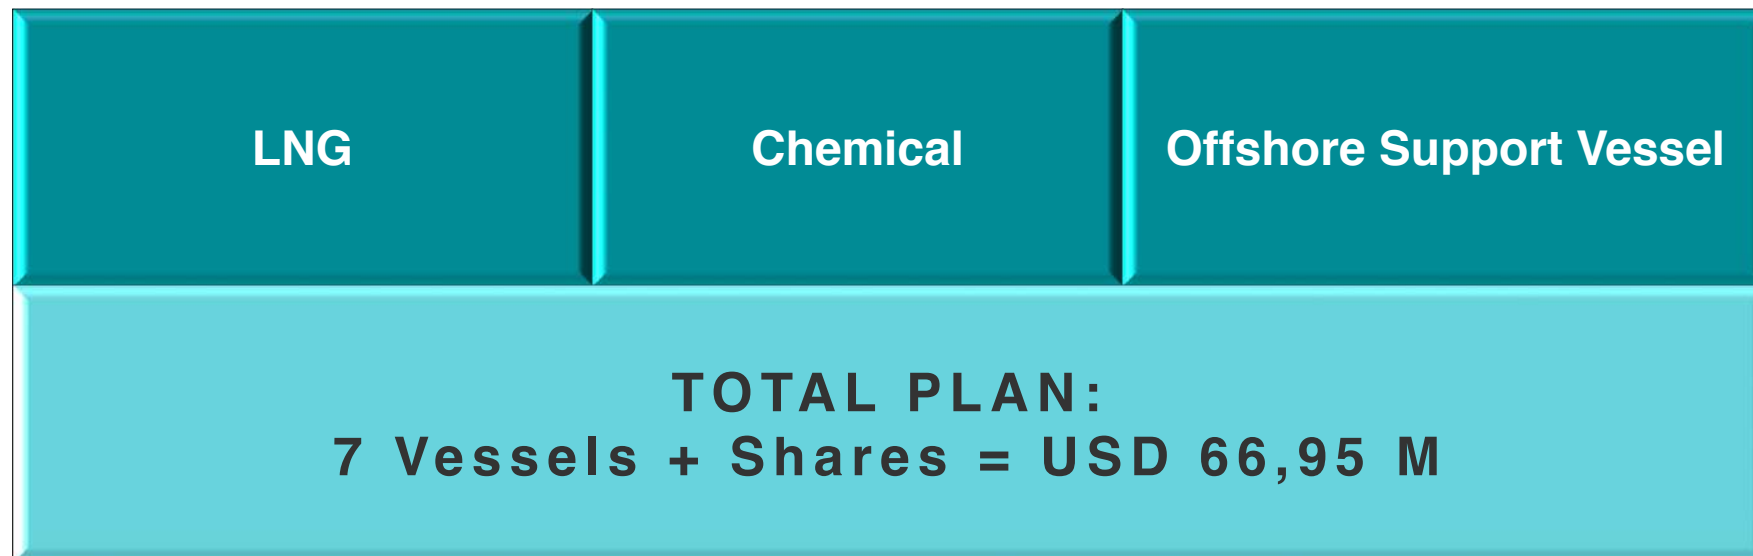 LNG
Chemical
Offshore Support Vessel
TOTAL PLAN:
7 Vessels + Shares = USD 66,95 M